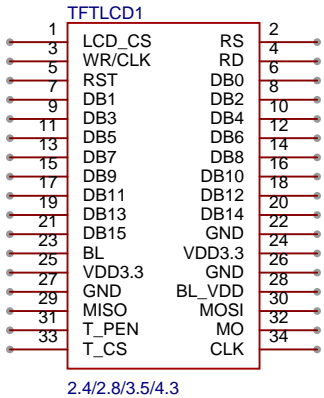 TFTLCD1
1 LCD_CS RS 2
3 WR/CLK RD 4
5 RST DB0 6
7 DB1 DB2 8
9 DB3 DB4 10
11 DB5 DB6 12
13 DB7 DB8 14
15 DB9 DB10 16
17 DB11 DB12 18
19 DB13 DB14 20
21 DB15 GND 22
23 BL VDD3.3 24
25 VDD3.3 GND 26
27 GND BL_VDD 28
29 MISO MOSI 30
31 T_PEN MO 32
33 T_CS CLK 34
2.4/2.8/3.5/4.3